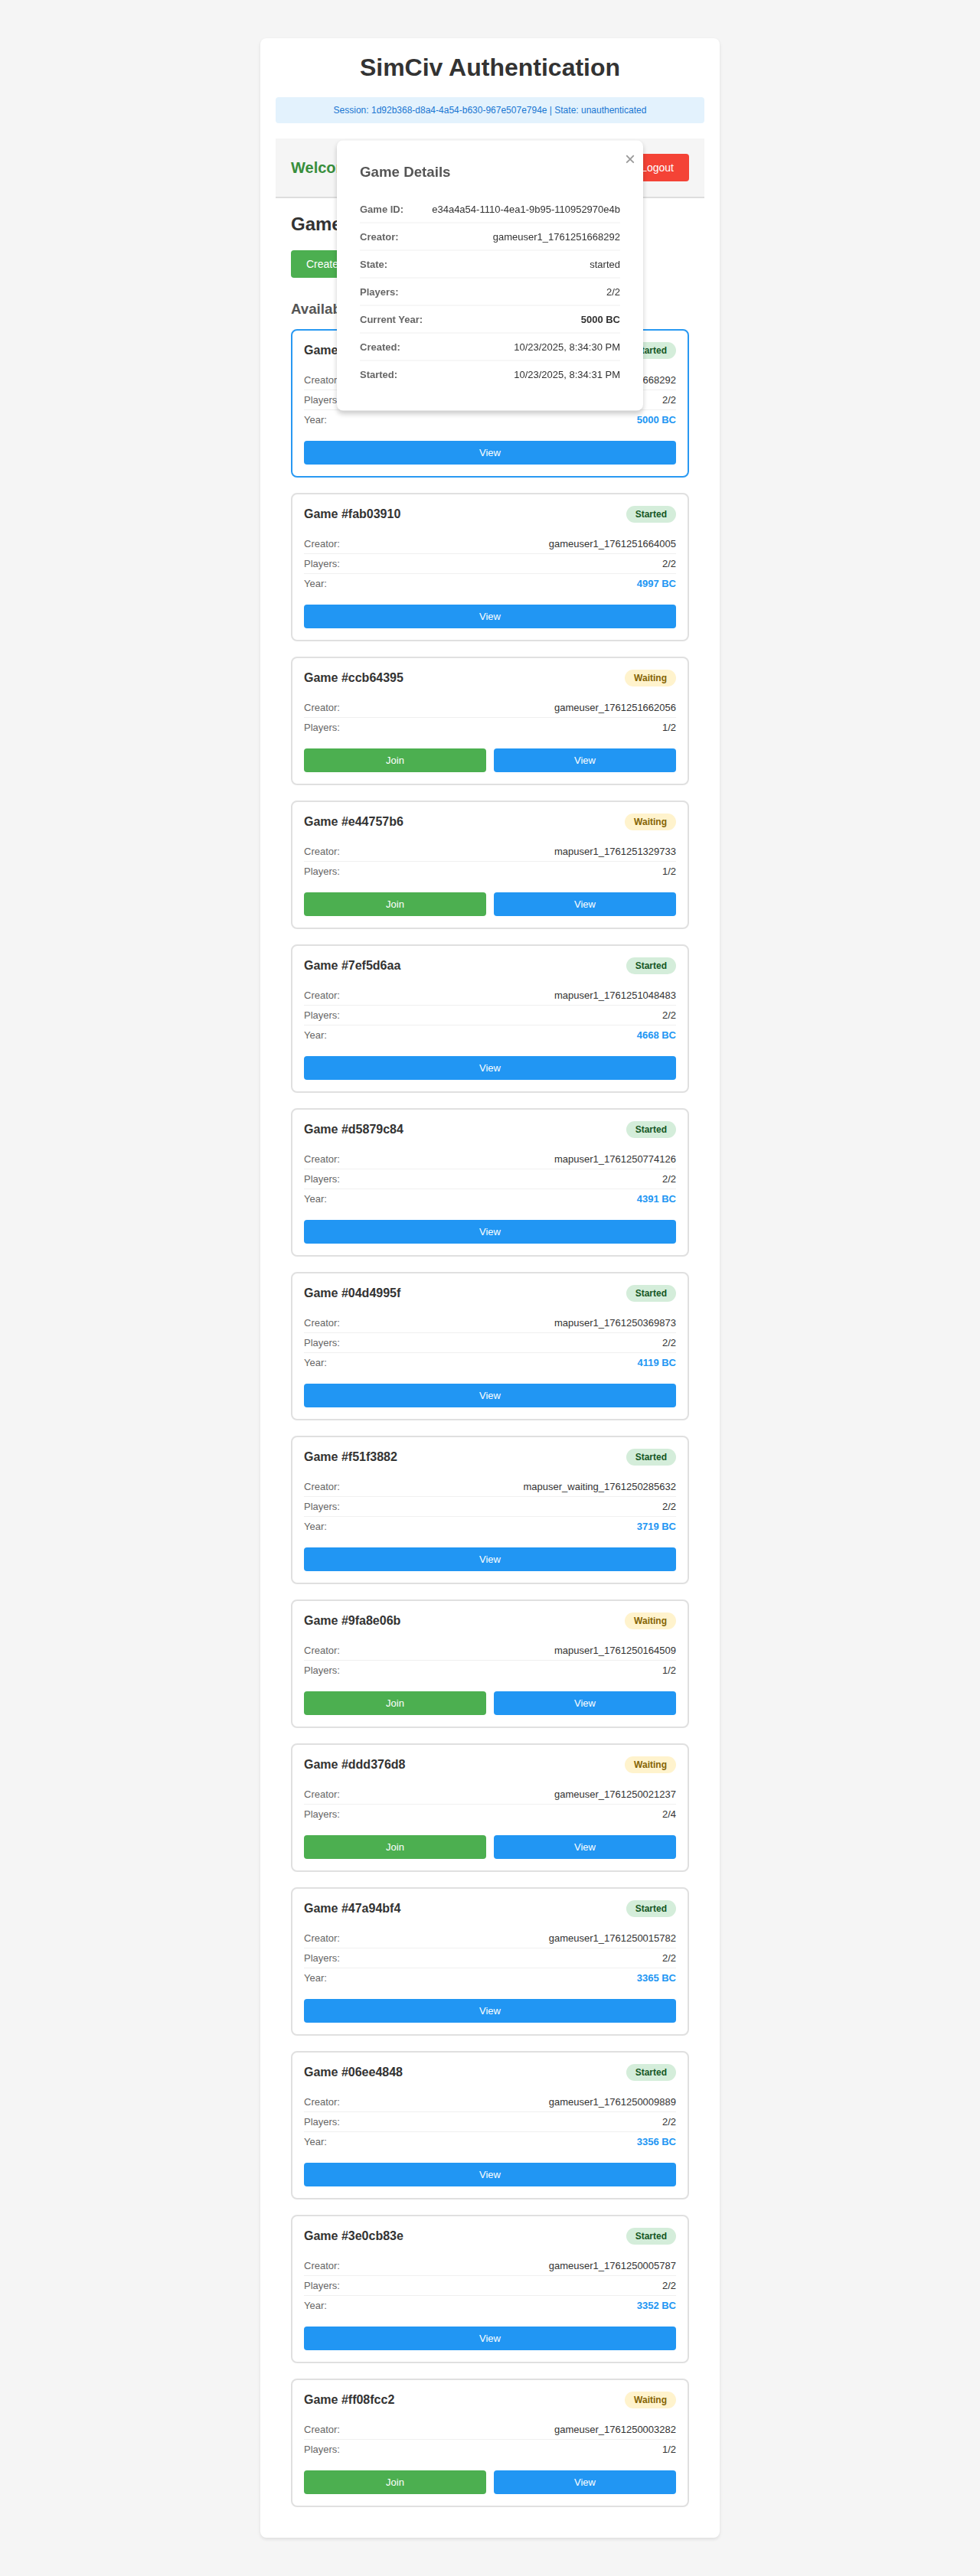 SimCiv Authentication
Session: 1d92b368-d8a4-4a54-b630-967e507e794e | State: unauthenticated
Game Details
×
Logout
Game ID: e34a4a54-1110-4ea1-9b95-110952970e4b
Creator: gameuser1_1761251668292
State: started
Players: 2/2
Current Year: 5000 BC
Created: 10/23/2025, 8:34:30 PM
Started: 10/23/2025, 8:34:31 PM
Game
Create
Game
Creator
668292
Players
2/2
Year: 5000 BC
View
Game #fab03910 Started
Creator: gameuser1_1761251664005
Players: 2/2
Year: 4997 BC
View
Game #ccb64395 Waiting
Creator: gameuser_1761251662056
Players: 1/2
Join View
Game #e44757b6 Waiting
Creator: mapuser1_1761251329733
Players: 1/2
Join View
Game #7ef5d6aa Started
Creator: mapuser1_1761251048483
Players: 2/2
Year: 4668 BC
View
Game #d5879c84 Started
Creator: mapuser1_1761250774126
Players: 2/2
Year: 4391 BC
View
Game #04d4995f Started
Creator: mapuser1_1761250369873
Players: 2/2
Year: 4119 BC
View
Game #f51f3882 Started
Creator: mapuser_waiting_1761250285632
Players: 2/2
Year: 3719 BC
View
Game #9fa8e06b Waiting
Creator: mapuser1_1761250164509
Players: 1/2
Join View
Game #ddd376d8 Waiting
Creator: gameuser_1761250021237
Players: 2/4
Join View
Game #47a94bf4 Started
Creator: gameuser1_1761250015782
Players: 2/2
Year: 3365 BC
View
Game #06ee4848 Started
Creator: gameuser1_1761250009889
Players: 2/2
Year: 3356 BC
View
Game #3e0cb83e Started
Creator: gameuser1_1761250005787
Players: 2/2
Year: 3352 BC
View
Game #ff08fcc2 Waiting
Creator: gameuser_1761250003282
Players: 1/2
Join View